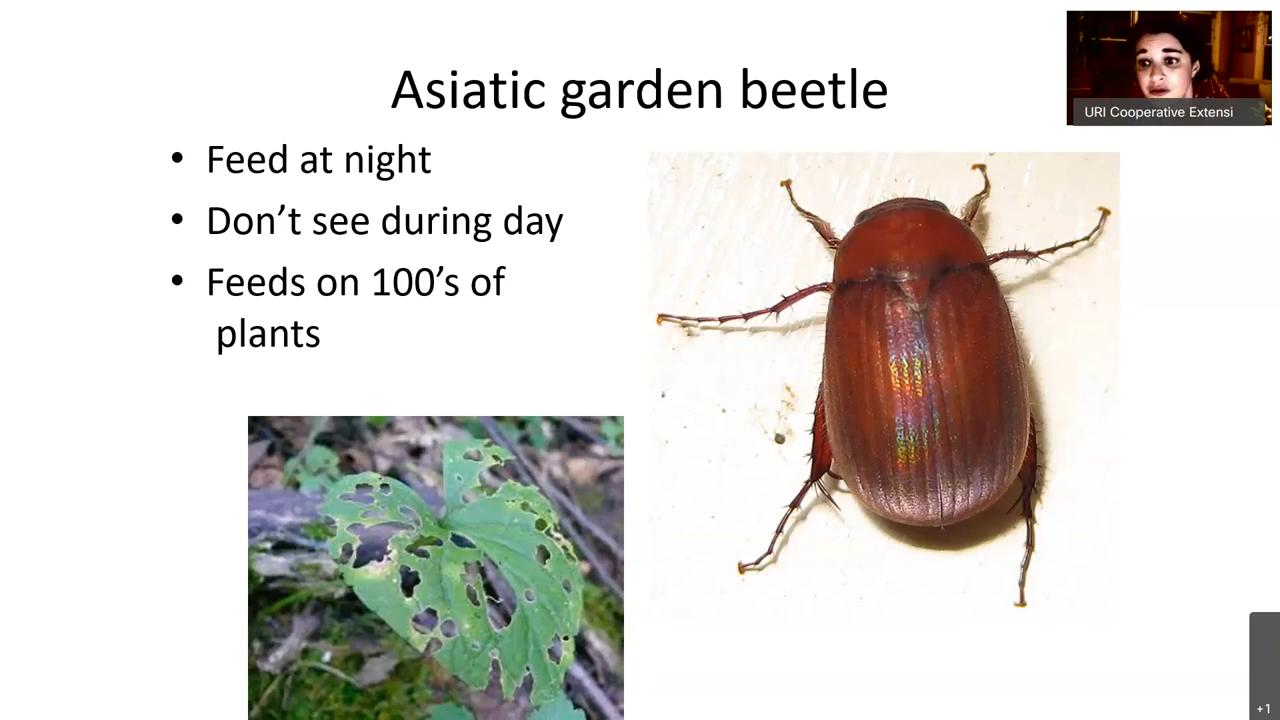 Asiatic garden beetle
• Feed at night
• Don’t see during day
• Feeds on 100’s of
plants
URI Cooperative Extensi
+1